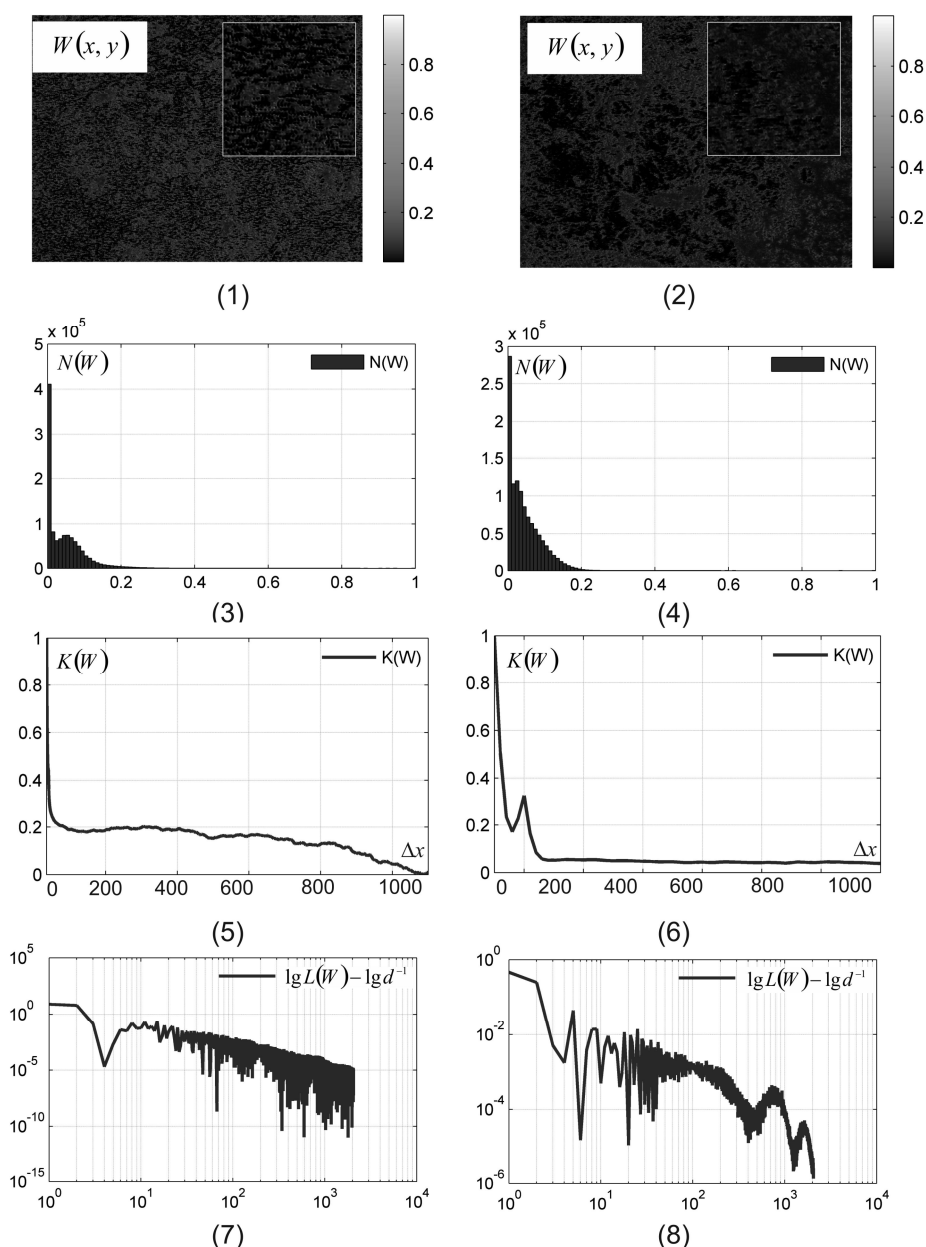 W(x, y)
0.8
0.6
0.4
0.2
(1)
W(x, y)
0.8
0.6
0.4
0.2
(2)
x 10^5
5
4
3
2
1
0
N(W)
N(W)
0 0.2 0.4 0.6 0.8 1
(3)
x 10^5
3
2.5
2
1.5
1
0.5
0
N(W)
N(W)
0 0.2 0.4 0.6 0.8 1
(4)
1
0.8
0.6
0.4
0.2
0
K(W)
K(W)
Δx
0 200 400 600 800 1000
(5)
1
0.8
0.6
0.4
0.2
0
K(W)
K(W)
Δx
0 200 400 600 800 1000
(6)
10^5
10^0
10^-5
10^-10
10^-15
lg L(W) – lg d^-1
10^0 10^1 10^2 10^3 10^4
(7)
10^0
10^-2
10^-4
10^-6
lg L(W) – lg d^-1
10^0 10^1 10^2 10^3 10^4
(8)